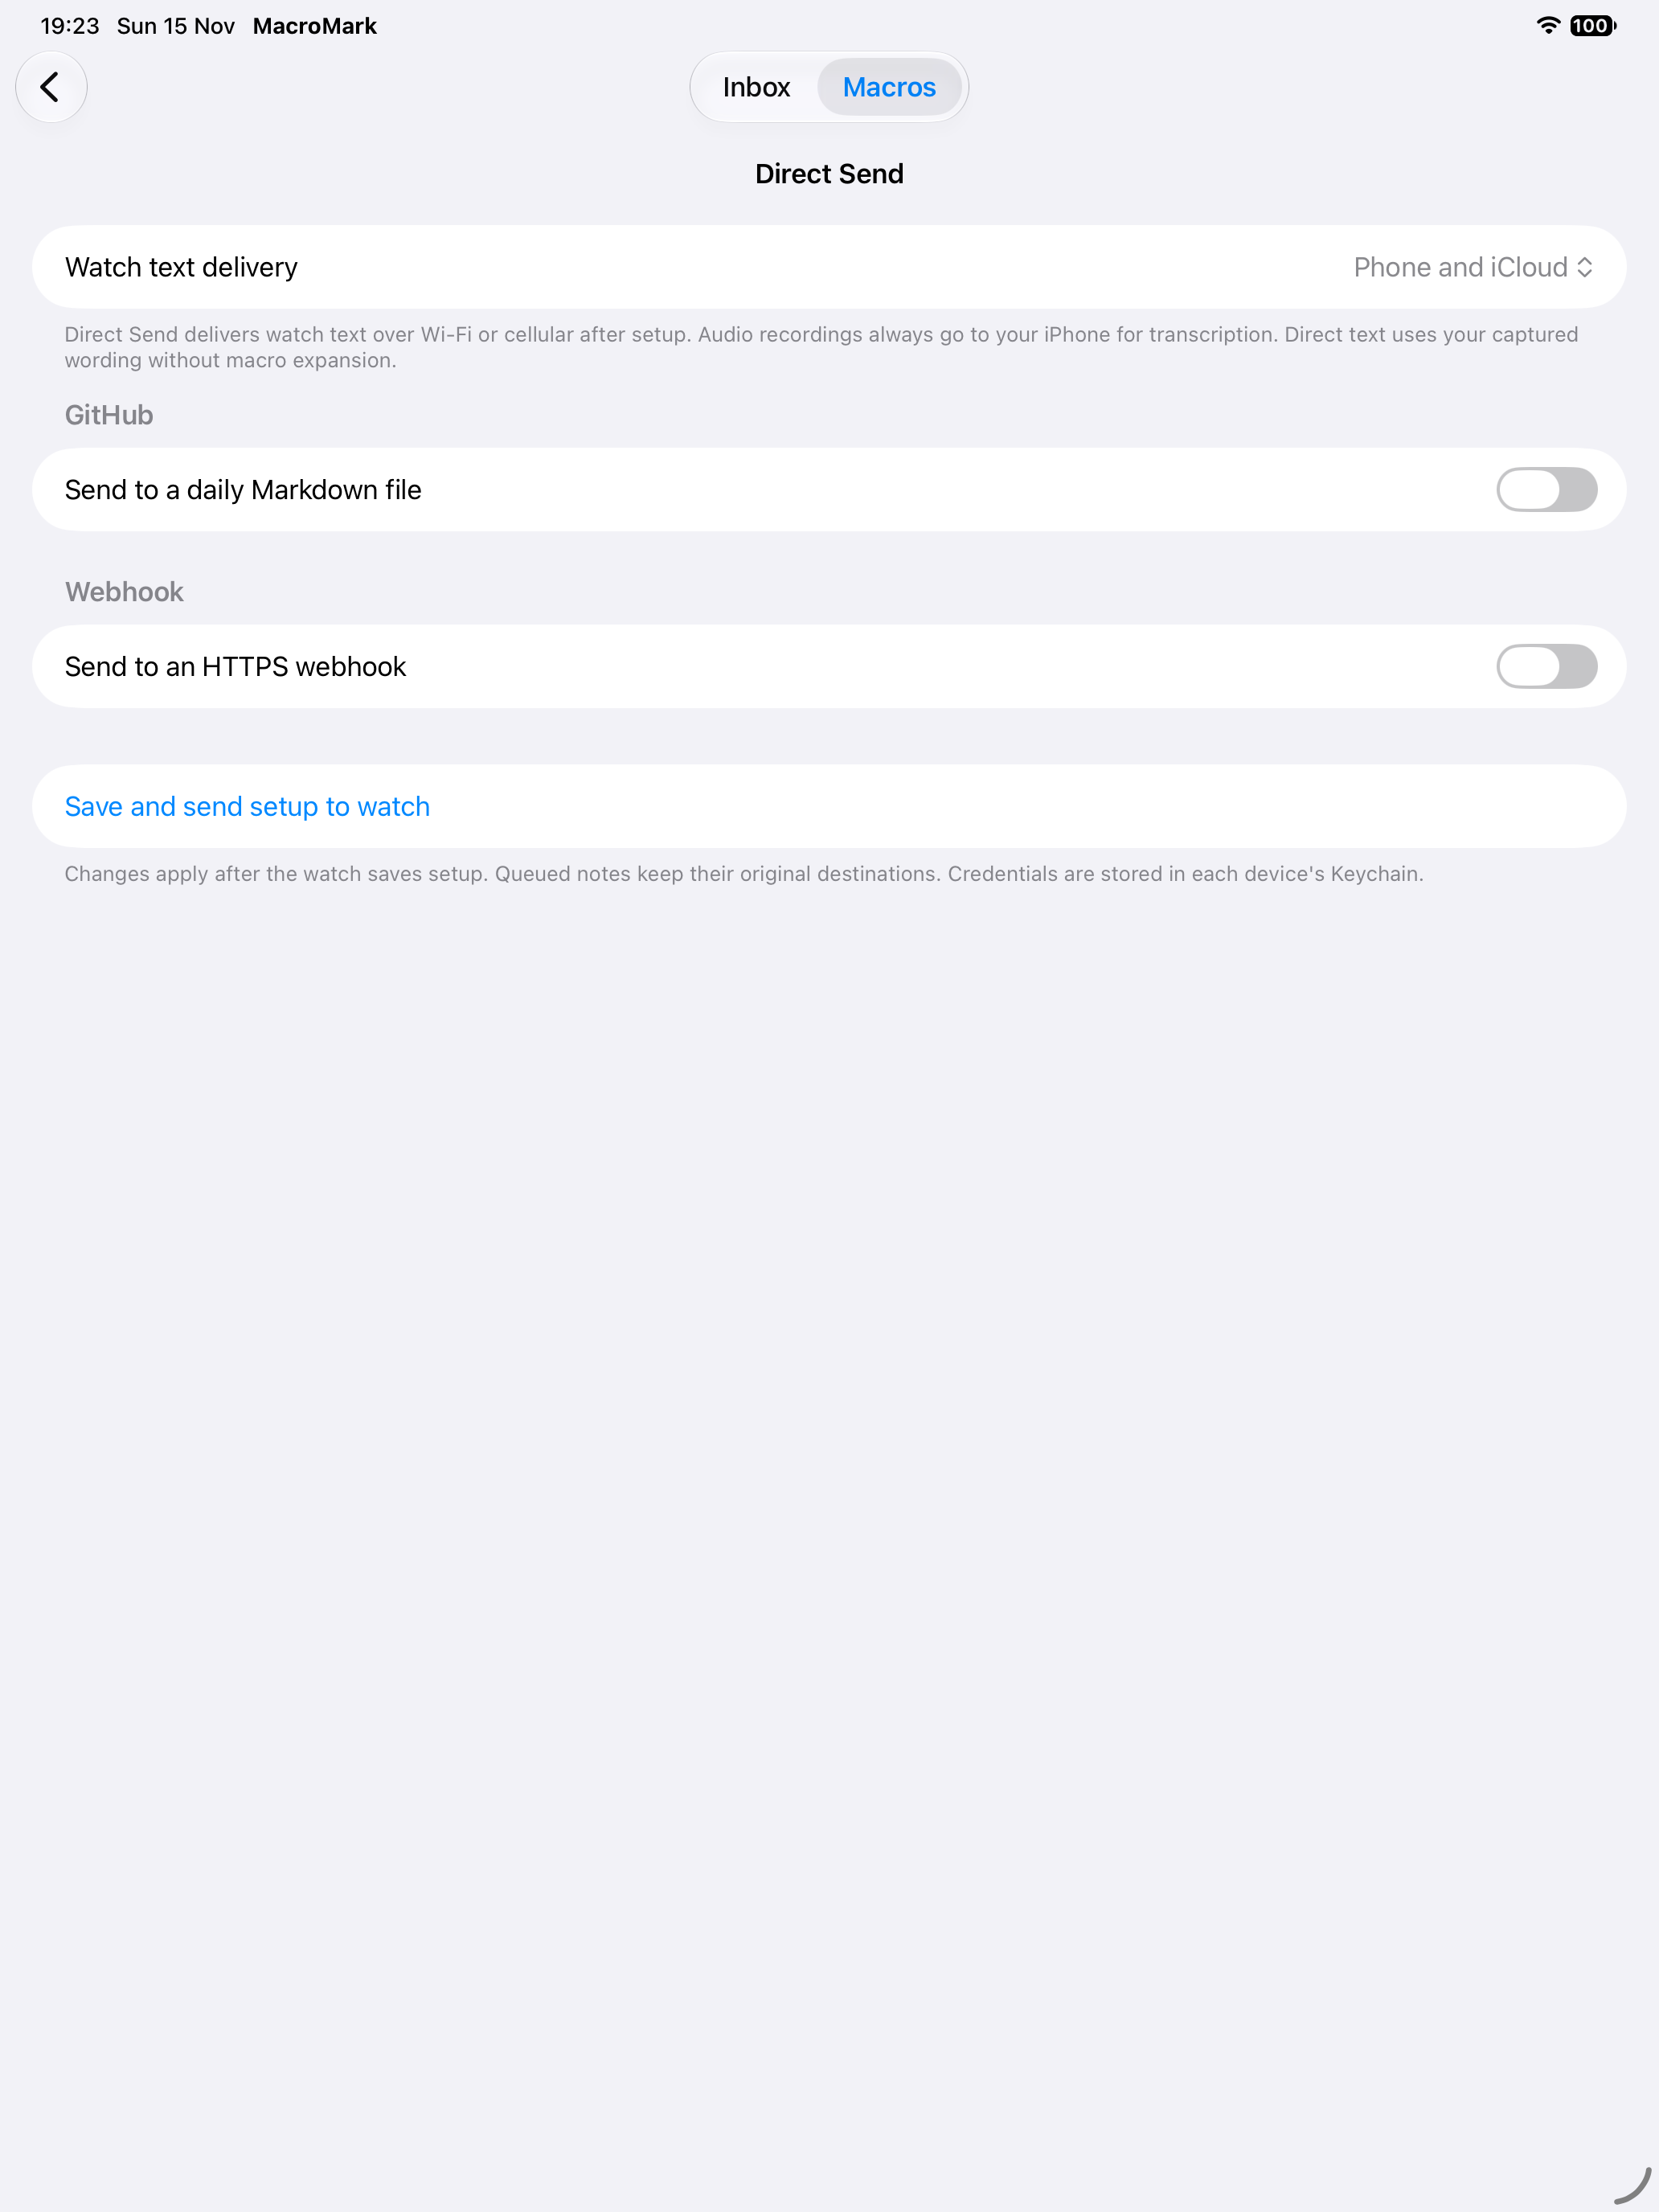 19:23 Sun 15 Nov MacroMark
100
Inbox Macros
Direct Send
Watch text delivery Phone and iCloud
Direct Send delivers watch text over Wi-Fi or cellular after setup. Audio recordings always go to your iPhone for transcription. Direct text uses your captured
wording without macro expansion.
GitHub
Send to a daily Markdown file
Webhook
Send to an HTTPS webhook
Save and send setup to watch
Changes apply after the watch saves setup. Queued notes keep their original destinations. Credentials are stored in each device's Keychain.